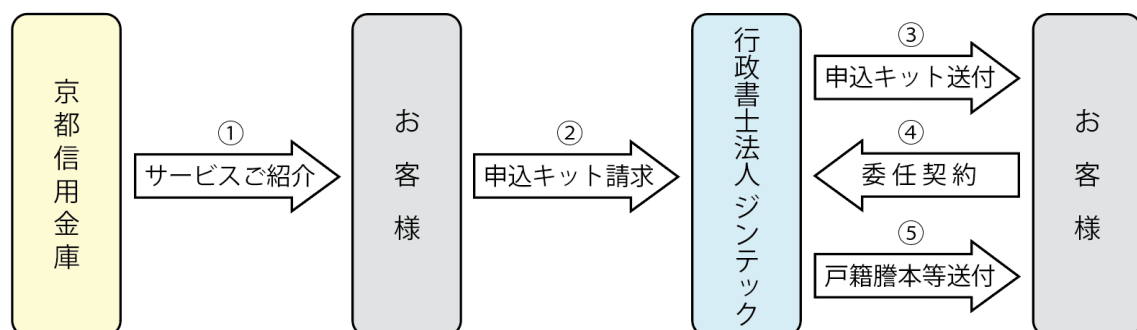 京都信用金庫
①
サービスご紹介
お客様
②
申込キット請求
行政書士法人ジンテック
③
申込キット送付
④
委任契約
⑤
戸籍謄本等送付
お客様